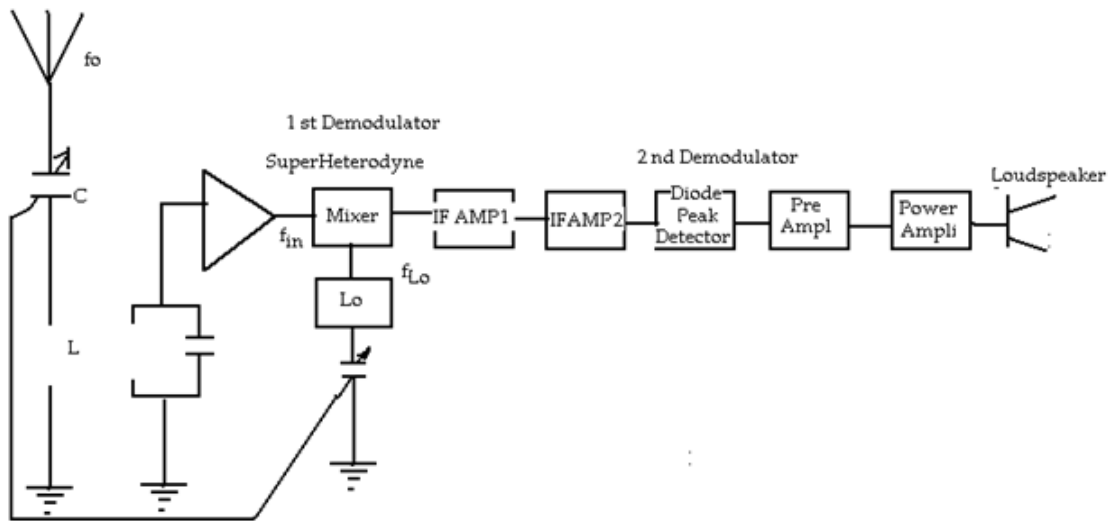 fo
1 st Demodulator
SuperHeterodyne
2 nd Demodulator
Loudspeaker
C
fin
Mixer
IF AMP1
IFAMP2
Diode
Peak
Detector
Pre
Ampl
Power
Ampli
fLo
Lo
L